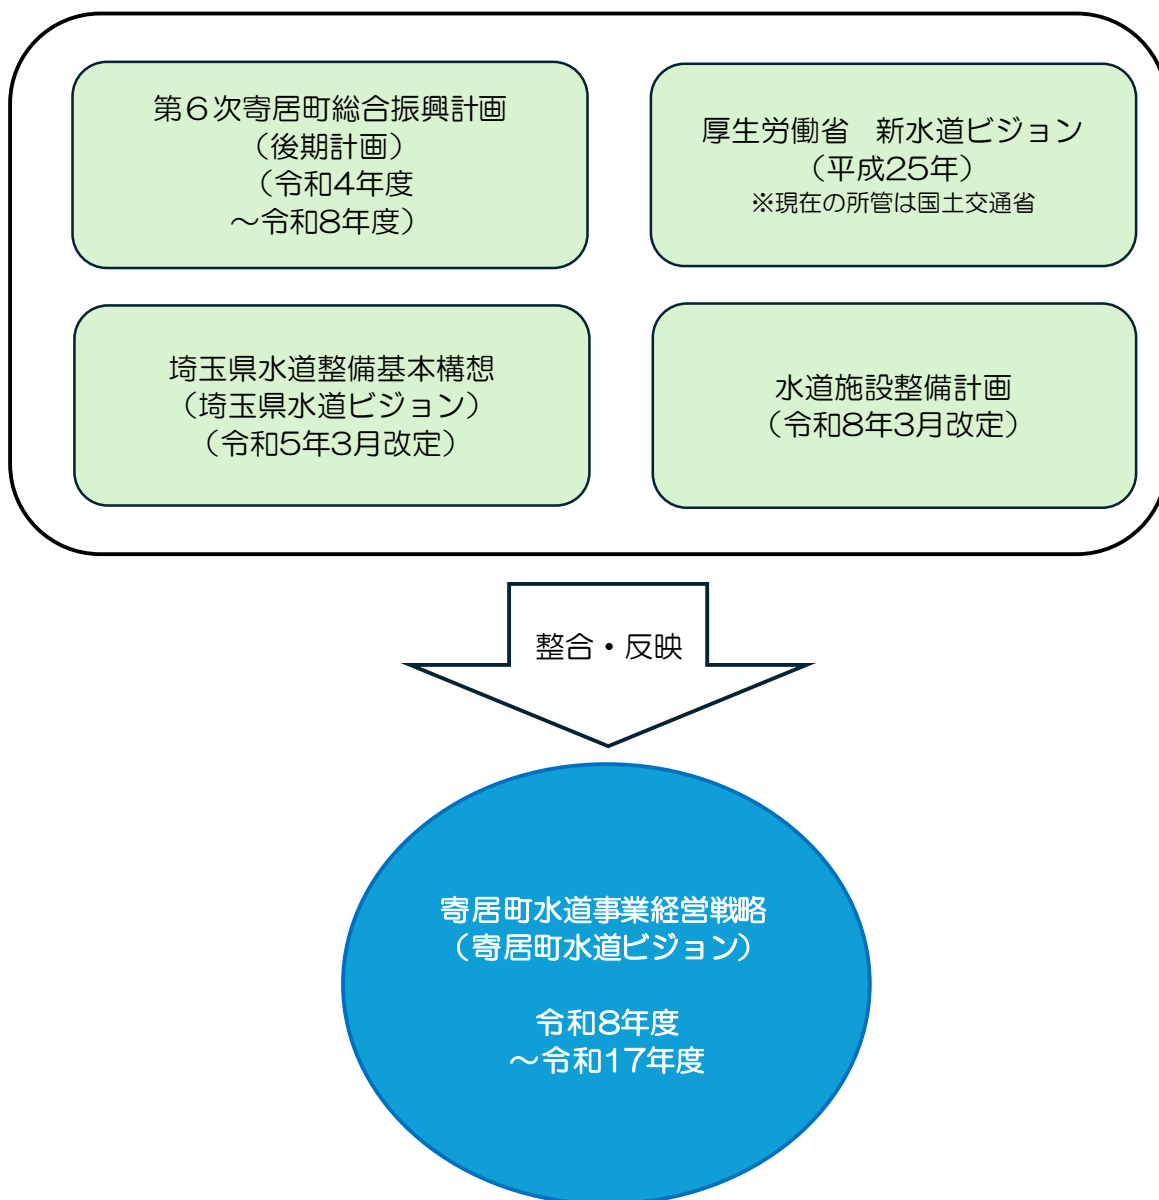 第６次寄居町総合振興計画
（後期計画）
（令和4年度
～令和8年度）
厚生労働省　新水道ビジョン
（平成25年）
※現在の所管は国土交通省
埼玉県水道整備基本構想
（埼玉県水道ビジョン）
（令和5年3月改定）
水道施設整備計画
（令和8年3月改定）
整合・反映
寄居町水道事業経営戦略
（寄居町水道ビジョン）
令和8年度
～令和17年度